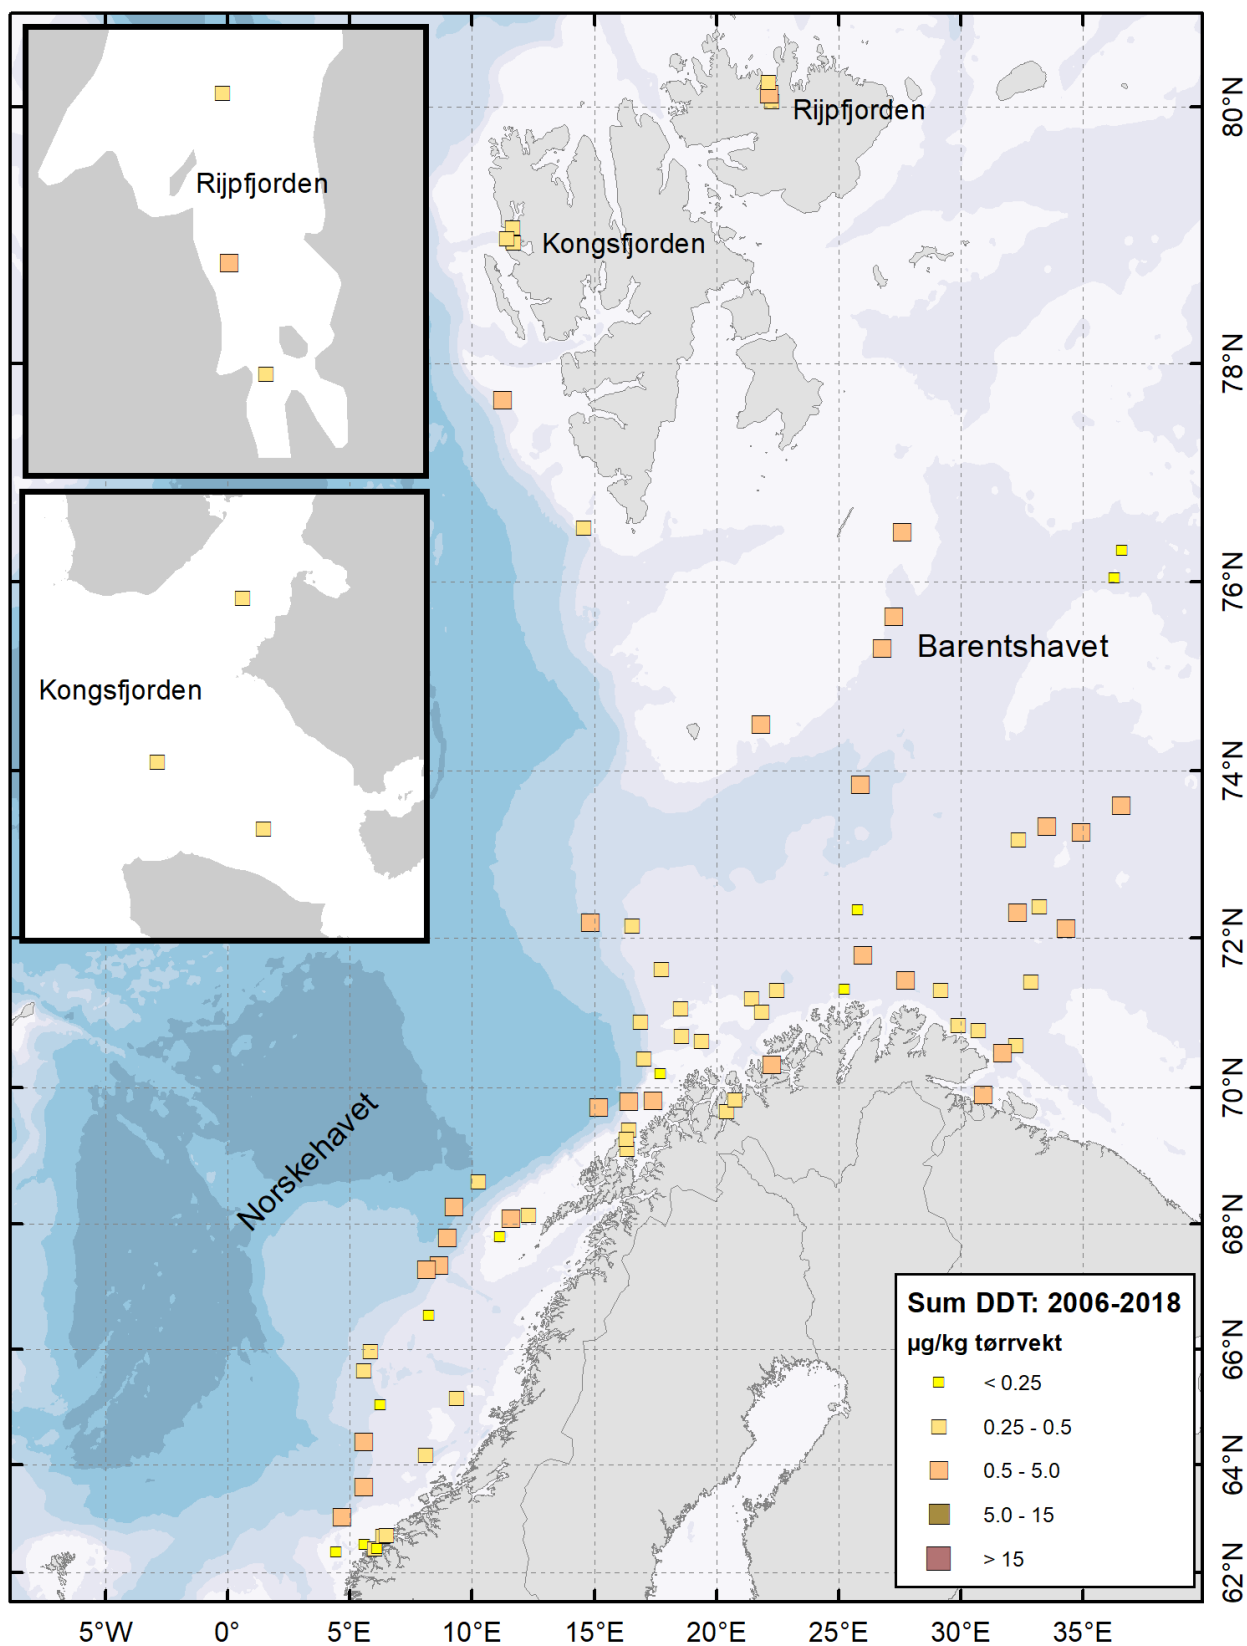 Rijpfjorden
Kongsfjorden
Rijpfjorden
Kongsfjorden
Barentshavet
Norskehavet
80°N
78°N
76°N
74°N
72°N
70°N
68°N
66°N
64°N
62°N
Sum DDT: 2006-2018
µg/kg tørrvekt
< 0.25
0.25 - 0.5
0.5 - 5.0
5.0 - 15
> 15
5°W 0° 5°E 10°E 15°E 20°E 25°E 30°E 35°E